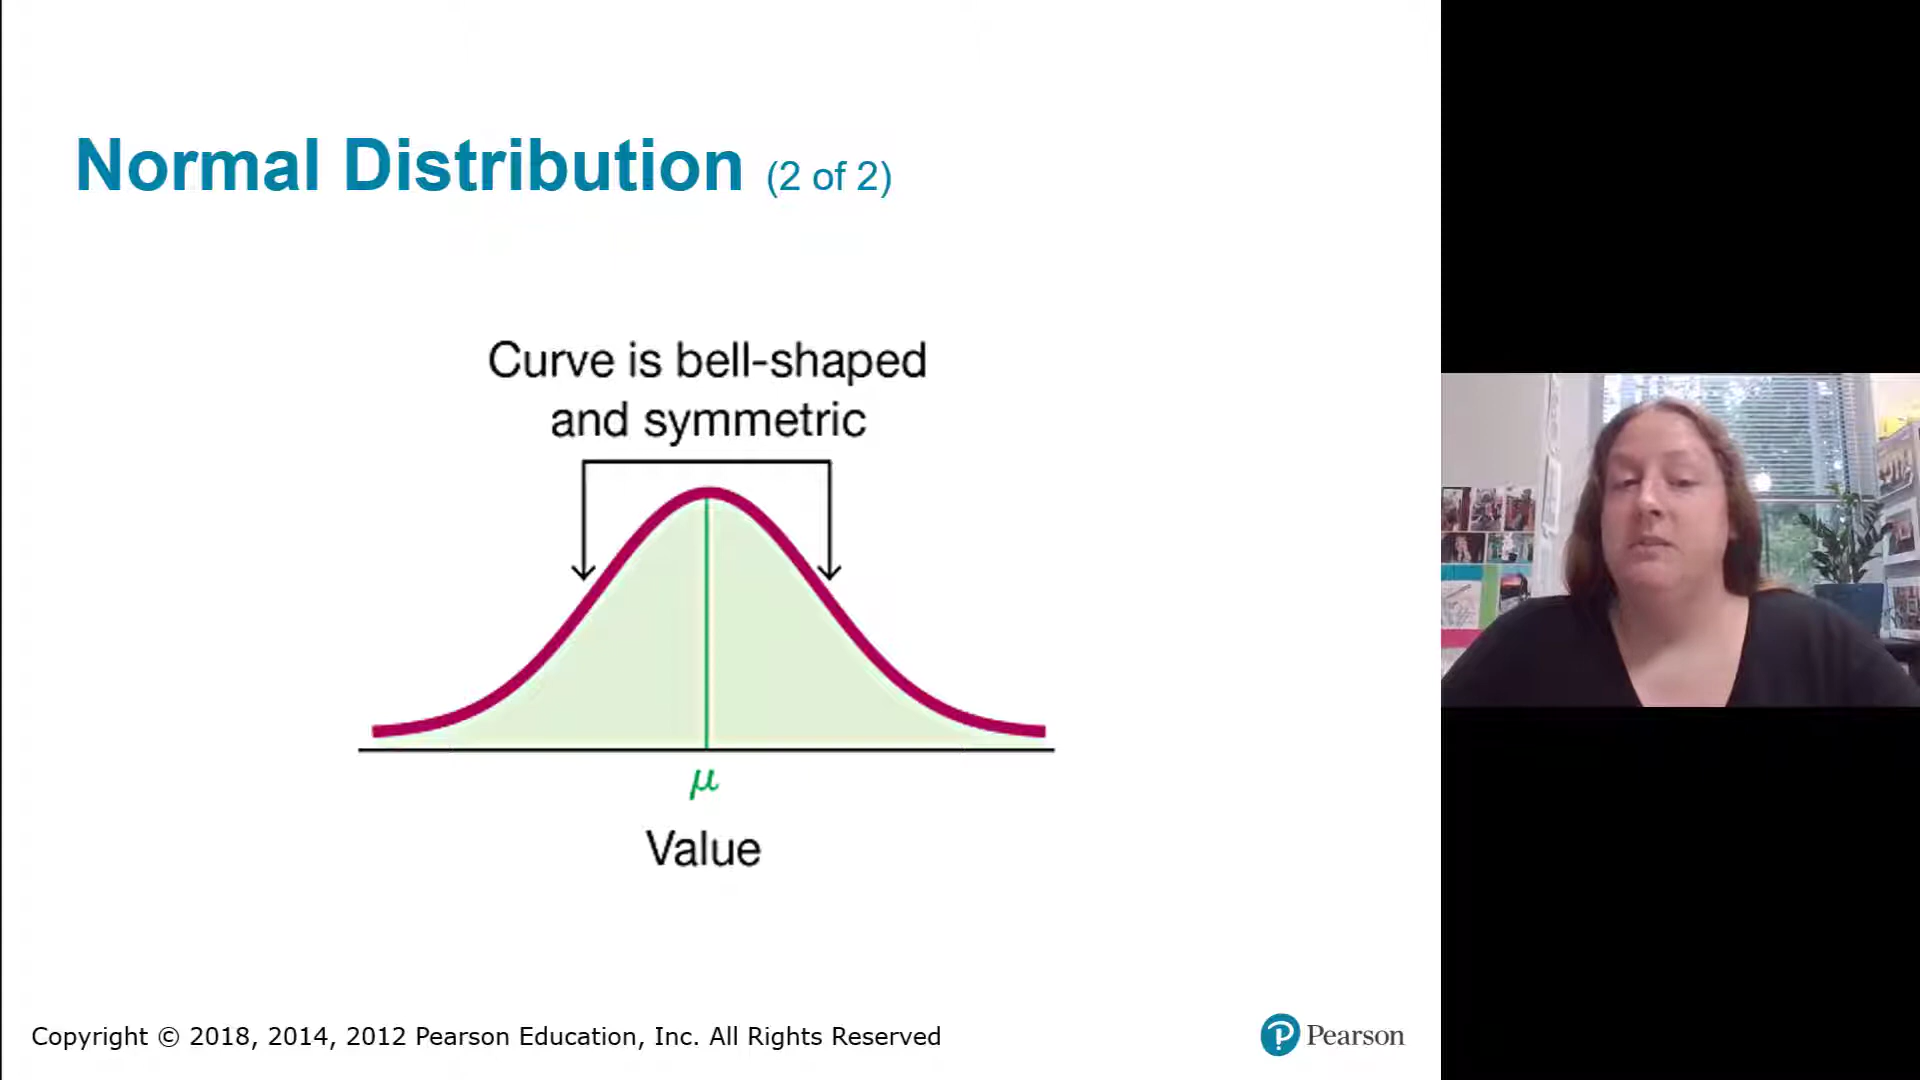 Normal Distribution (2 of 2)
Curve is bell-shaped
and symmetric
μ
Value
Copyright © 2018, 2014, 2012 Pearson Education, Inc. All Rights Reserved
Pearson